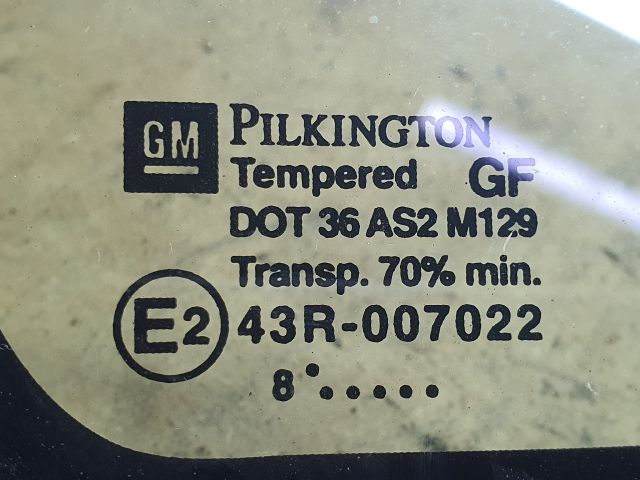 GM PILKINGTON
Tempered GF
DOT 36 AS2 M129
Transp. 70% min.
E2 43R-007022
8 • • • • • •